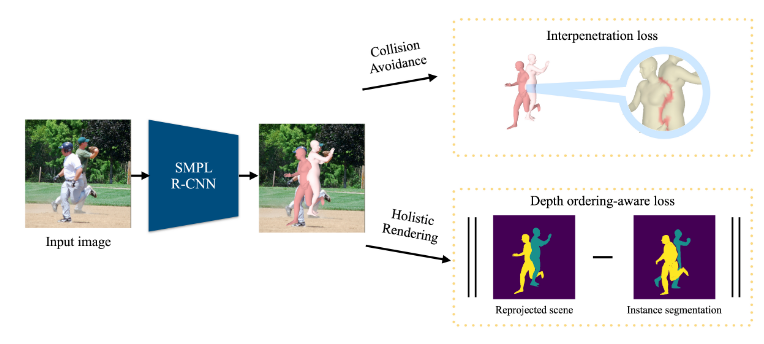 Input image
SMPL
R-CNN
Collision
Avoidance
Holistic
Rendering
Interpenetration loss
Depth ordering-aware loss
Reprojected scene
Instance segmentation